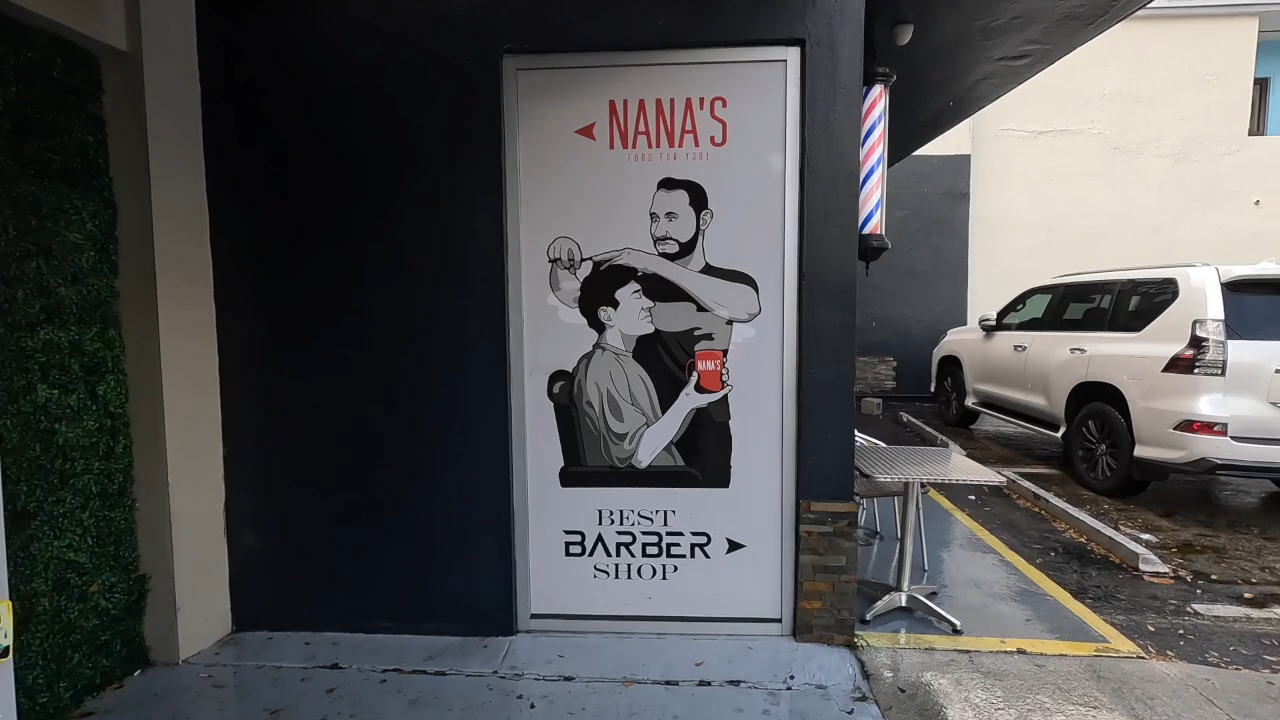 NANA'S
FOOD FOR YOU!
NANA'S
BEST
BARBER
SHOP